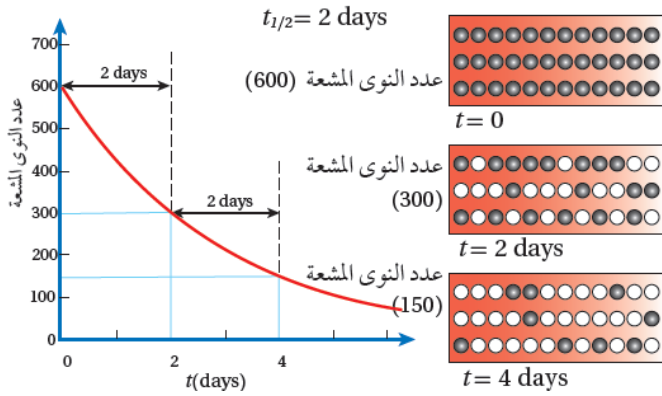 t1/2= 2 days
700
600
500
400
300
200
100
0
عدد النوى المشعة
2 days
2 days
0
2
4
t(days)
عدد النوى المشعة (600)
t= 0
عدد النوى المشعة
(300)
t= 2 days
عدد النوى المشعة
(150)
t= 4 days